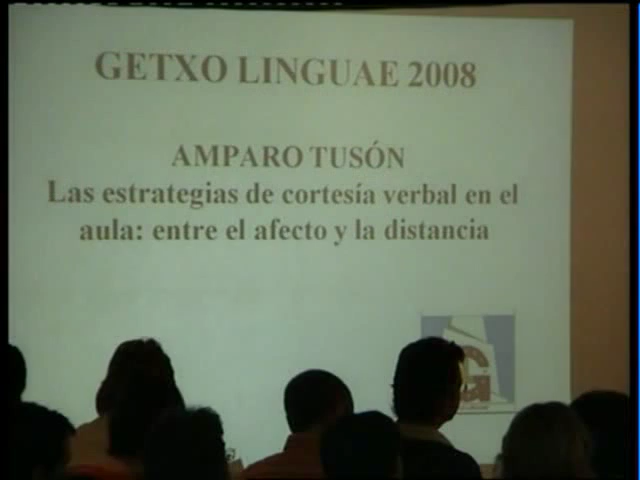 GETXO LINGUAE 2008
AMPARO TUSÓN
Las estrategias de cortesía verbal en el
aula: entre el afecto y la distancia
G